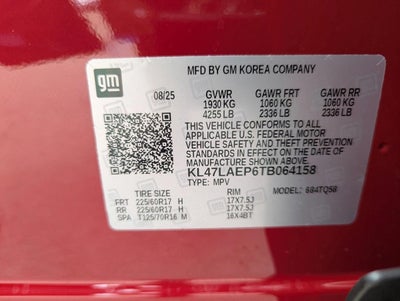 gm
MFD BY GM KOREA COMPANY
08/25 GVWR GAWR FRT GAWR RR
1930 KG 1060 KG 1060 KG
4255 LB 2336 LB 2336 LB
THIS VEHICLE CONFORMS TO ALL
APPLICABLE U.S. FEDERAL MOTOR
VEHICLE SAFETY AND THEFT PREVENTION
STANDARDS IN EFFECT ON THE DATE OF
MANUFACTURE SHOWN ABOVE.
KL47LAEP6TB064158
TYPE: MPV MODEL:
TIRE SIZE RIM
FRT 225/60R17 H 17X7.5J
RR 225/60R17 H 17X7.5J
SPA T125/70R16 M 16X4BT